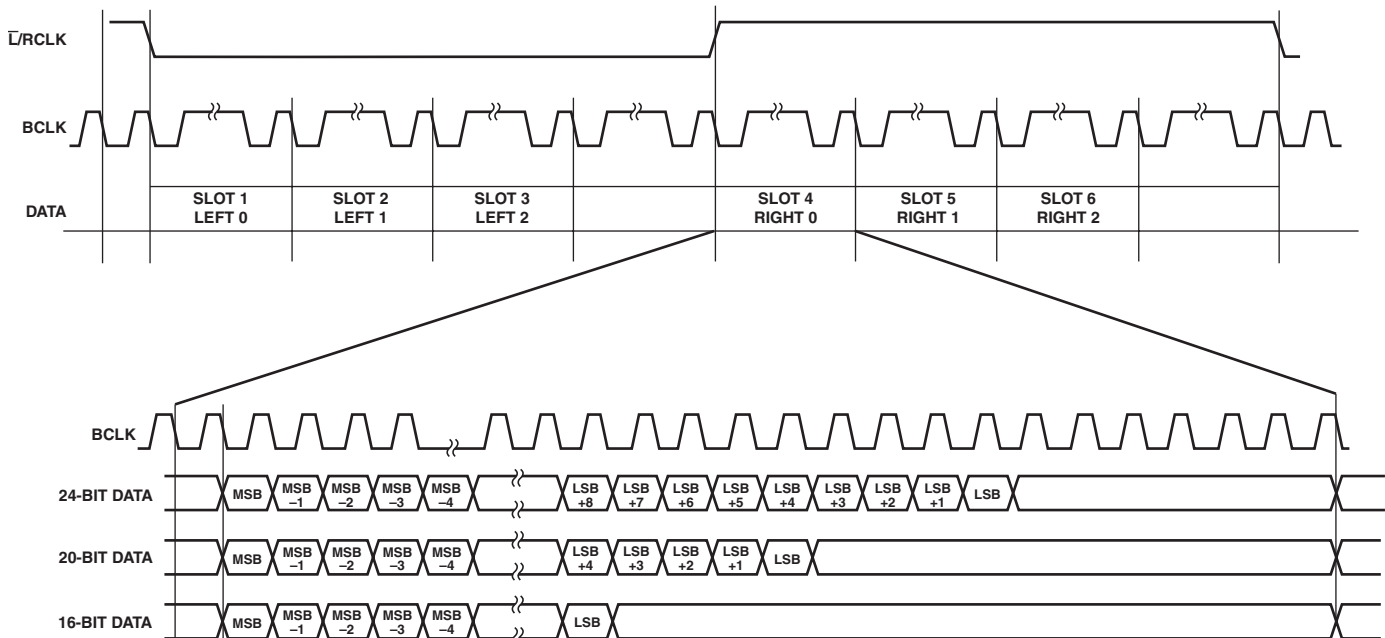 L̅/RCLK
BCLK
DATA
SLOT 1 LEFT 0
SLOT 2 LEFT 1
SLOT 3 LEFT 2
SLOT 4 RIGHT 0
SLOT 5 RIGHT 1
SLOT 6 RIGHT 2
BCLK
24-BIT DATA MSB MSB –1 MSB –2 MSB –3 MSB –4 LSB +8 LSB +7 LSB +6 LSB +5 LSB +4 LSB +3 LSB +2 LSB +1 LSB
20-BIT DATA MSB MSB –1 MSB –2 MSB –3 MSB –4 LSB +4 LSB +3 LSB +2 LSB +1 LSB
16-BIT DATA MSB MSB –1 MSB –2 MSB –3 MSB –4 LSB